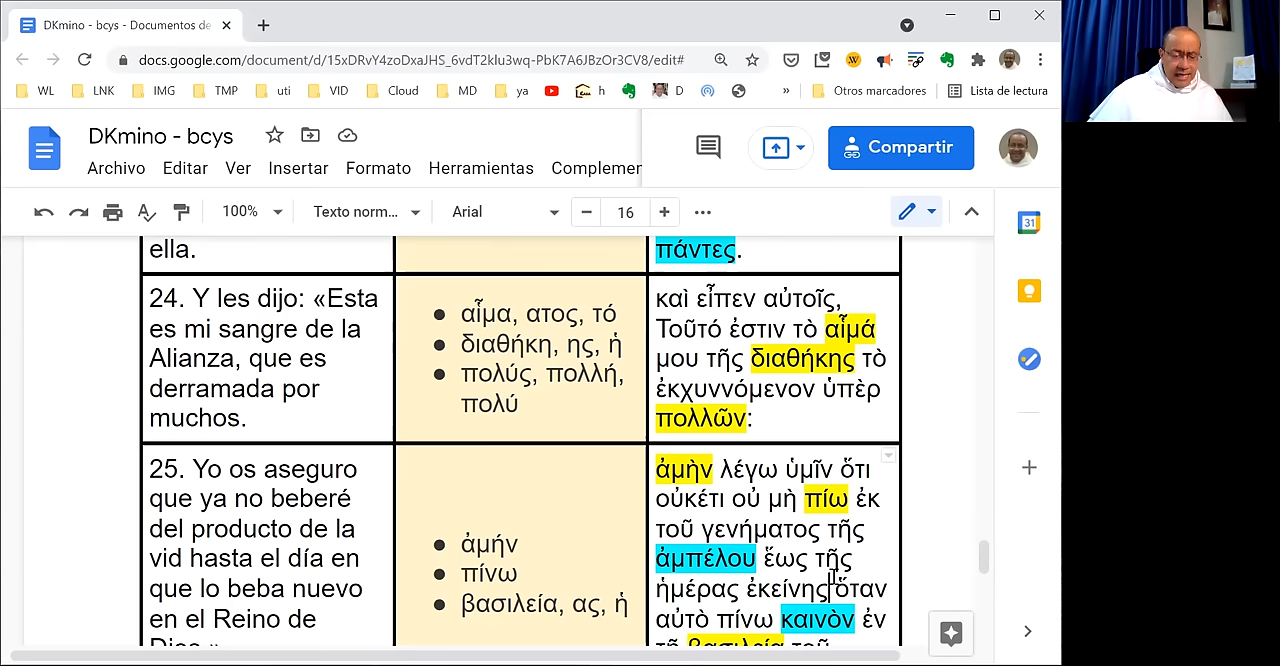 DKmino - bcys - Documentos de
docs.google.com/document/d/15xDRvY4zoDxaJHS_6vdT2klu3wq-PbK7A6JBzOr3CV8/edit#
WL LNK IMG TMP uti VID Cloud MD ya h D » Otros marcadores Lista de lectura
DKmino - bcys
Archivo Editar Ver Insertar Formato Herramientas Complemen
Compartir
100% Texto norm... Arial 16
31
ella.
πάντες.
24. Y les dijo: «Esta
es mi sangre de la
Alianza, que es
derramada por
muchos.
αἷμα, ατος, τό
διαθήκη, ης, ἡ
πολύς, πολλή,
πολύ
καὶ εἶπεν αὐτοῖς,
Τοῦτό ἐστιν τὸ αἷμά
μου τῆς διαθήκης τὸ
ἐκχυννόμενον ὑπὲρ
πολλῶν:
25. Yo os aseguro
que ya no beberé
del producto de la
vid hasta el día en
que lo beba nuevo
en el Reino de
Dios.»
ἀμήν
πίνω
βασιλεία, ας, ἡ
ἀμὴν λέγω ὑμῖν ὅτι
οὐκέτι οὐ μὴ πίω ἐκ
τοῦ γενήματος τῆς
ἀμπέλου ἕως τῆς
ἡμέρας ἐκείνης ὅταν
αὐτὸ πίνω καινὸν ἐν
τῇ βασιλείᾳ τοῦ